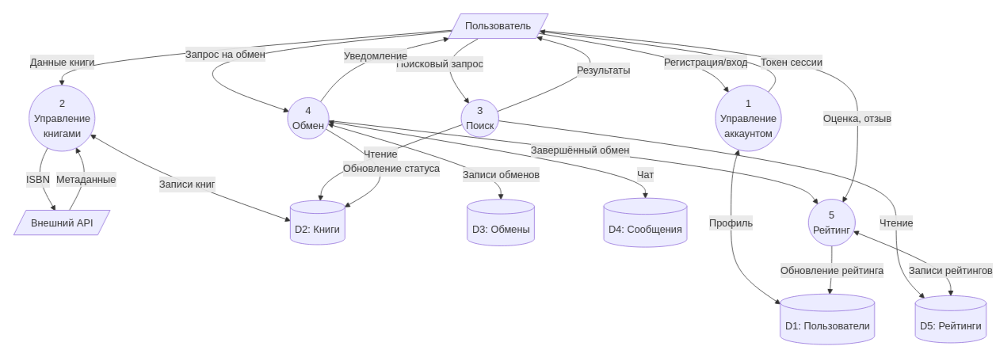 Пользователь
Данные книги
Запрос на обмен
Уведомление
Поисковый запрос
Результаты
Регистрация/вход
Токен сессии
2
Управление
книгами
4
Обмен
3
Поиск
1
Управление
аккаунтом
Оценка, отзыв
ISBN
Метаданные
Записи книг
Чтение
Обновление статуса
Завершённый обмен
Записи обменов
Чат
Внешний API
D2: Книги
D3: Обмены
D4: Сообщения
Профиль
5
Рейтинг
Чтение
Обновление рейтинга
Записи рейтингов
D1: Пользователи
D5: Рейтинги